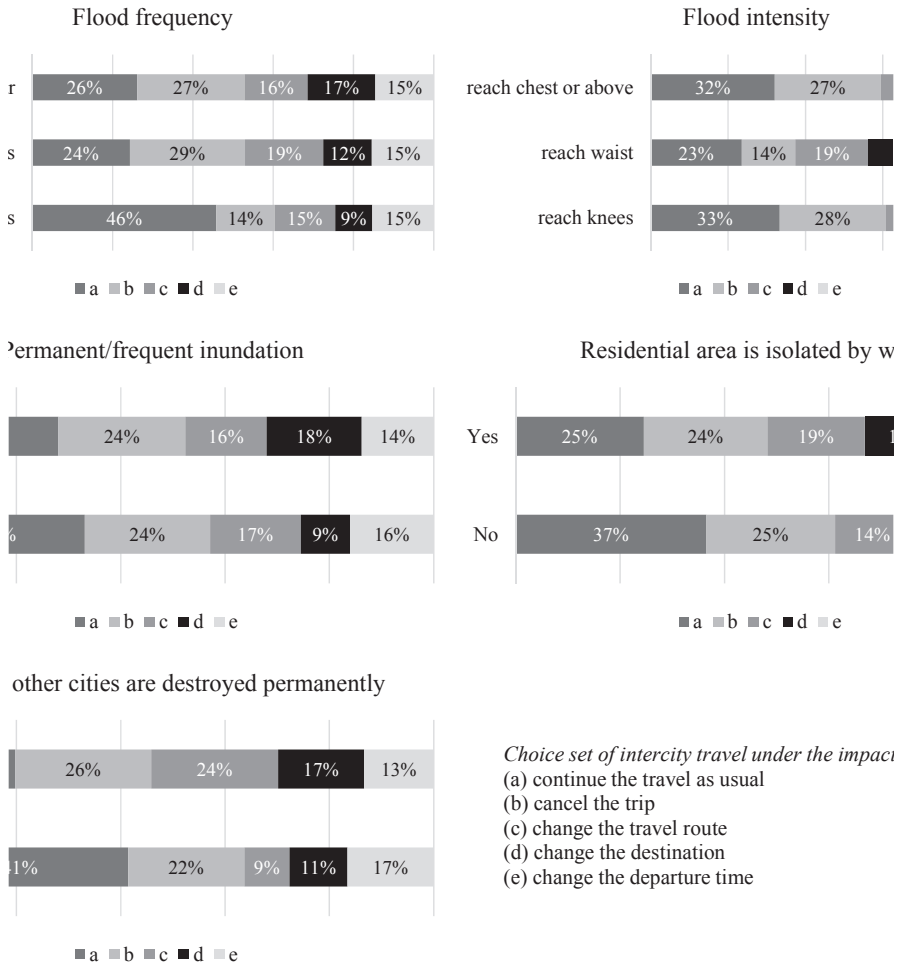 Flood frequency
r 26% 27% 16% 17% 15%
s 24% 29% 19% 12% 15%
s 46% 14% 15% 9% 15%
a b c d e
Flood intensity
reach chest or above 32% 27%
reach waist 23% 14% 19%
reach knees 33% 28%
a b c d e
Permanent/frequent inundation
24% 16% 18% 14%
% 24% 17% 9% 16%
a b c d e
Residential area is isolated by w
Yes 25% 24% 19% 1
No 37% 25% 14%
a b c d e
other cities are destroyed permanently
26% 24% 17% 13%
41% 22% 9% 11% 17%
a b c d e
Choice set of intercity travel under the impact
(a) continue the travel as usual
(b) cancel the trip
(c) change the travel route
(d) change the destination
(e) change the departure time